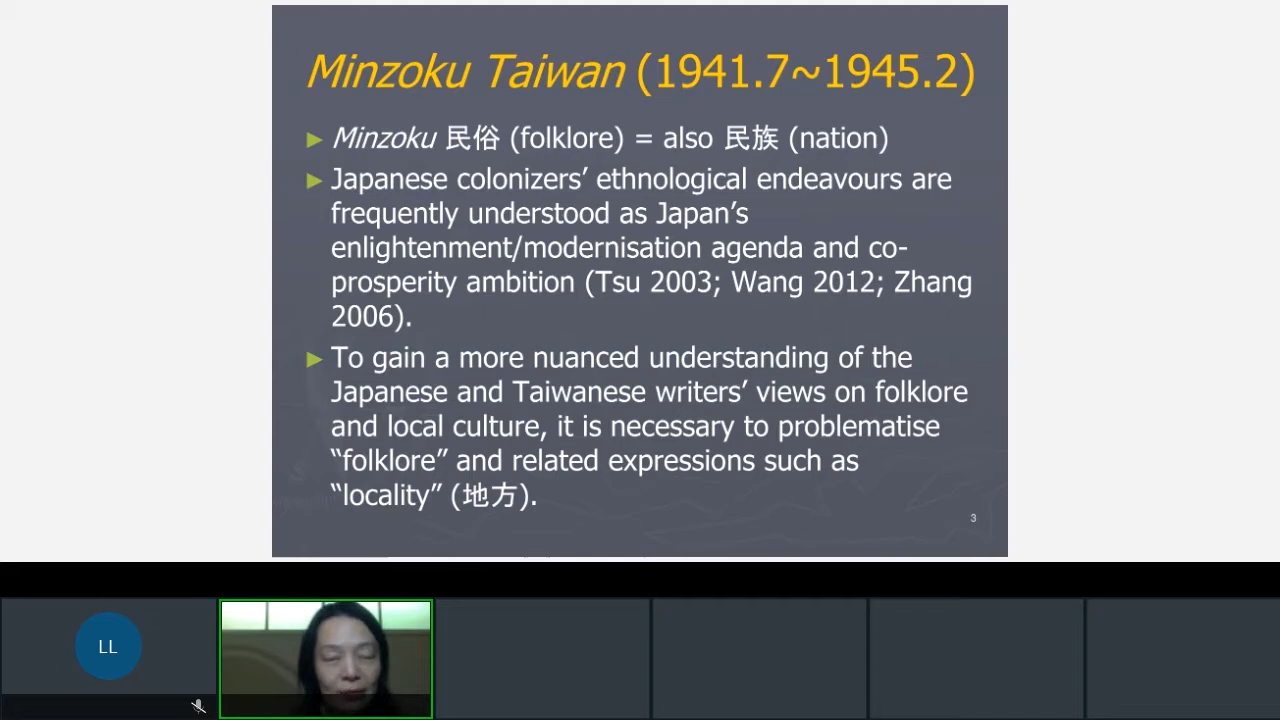 Minzoku Taiwan (1941.7~1945.2)
► Minzoku 民俗 (folklore) = also 民族 (nation)
► Japanese colonizers’ ethnological endeavours are
frequently understood as Japan’s
enlightenment/modernisation agenda and co-
prosperity ambition (Tsu 2003; Wang 2012; Zhang
2006).
► To gain a more nuanced understanding of the
Japanese and Taiwanese writers’ views on folklore
and local culture, it is necessary to problematise
“folklore” and related expressions such as
“locality” (地方).
3
LL